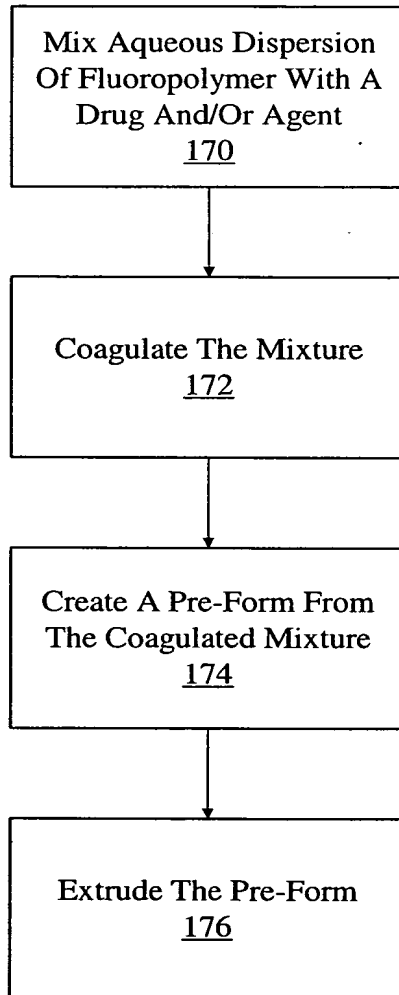 Mix Aqueous Dispersion
Of Fluoropolymer With A
Drug And/Or Agent
170
Coagulate The Mixture
172
Create A Pre-Form From
The Coagulated Mixture
174
Extrude The Pre-Form
176